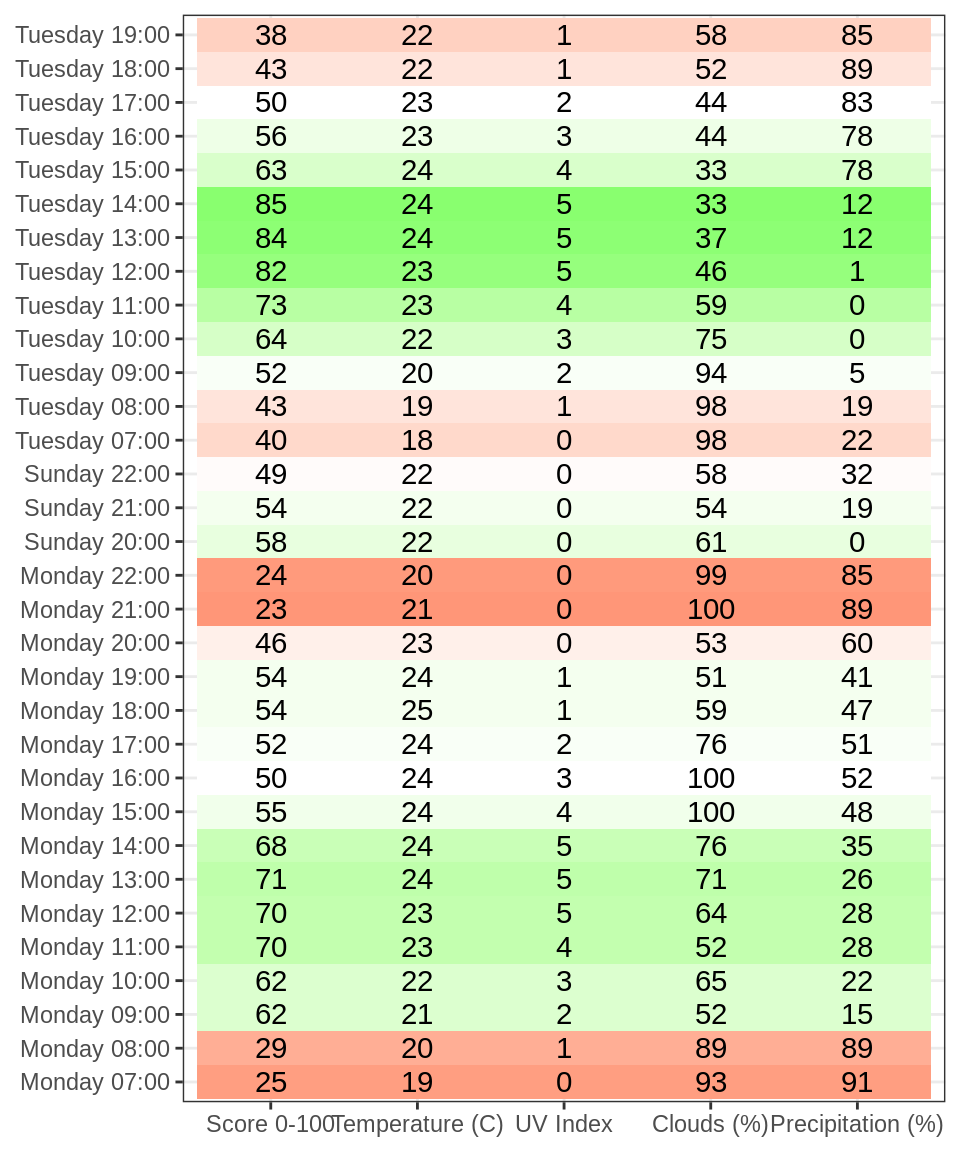 Tuesday 19:00 38 22 1 58 85
Tuesday 18:00 43 22 1 52 89
Tuesday 17:00 50 23 2 44 83
Tuesday 16:00 56 23 3 44 78
Tuesday 15:00 63 24 4 33 78
Tuesday 14:00 85 24 5 33 12
Tuesday 13:00 84 24 5 37 12
Tuesday 12:00 82 23 5 46 1
Tuesday 11:00 73 23 4 59 0
Tuesday 10:00 64 22 3 75 0
Tuesday 09:00 52 20 2 94 5
Tuesday 08:00 43 19 1 98 19
Tuesday 07:00 40 18 0 98 22
Sunday 22:00 49 22 0 58 32
Sunday 21:00 54 22 0 54 19
Sunday 20:00 58 22 0 61 0
Monday 22:00 24 20 0 99 85
Monday 21:00 23 21 0 100 89
Monday 20:00 46 23 0 53 60
Monday 19:00 54 24 1 51 41
Monday 18:00 54 25 1 59 47
Monday 17:00 52 24 2 76 51
Monday 16:00 50 24 3 100 52
Monday 15:00 55 24 4 100 48
Monday 14:00 68 24 5 76 35
Monday 13:00 71 24 5 71 26
Monday 12:00 70 23 5 64 28
Monday 11:00 70 23 4 52 28
Monday 10:00 62 22 3 65 22
Monday 09:00 62 21 2 52 15
Monday 08:00 29 20 1 89 89
Monday 07:00 25 19 0 93 91
Score 0-100 Temperature (C) UV Index Clouds (%) Precipitation (%)